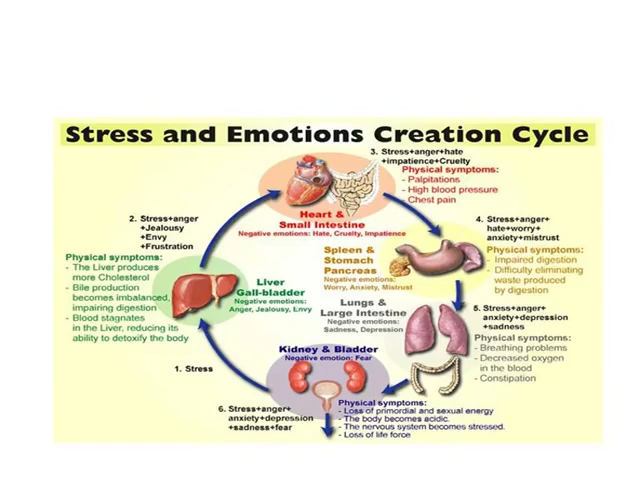 Stress and Emotions Creation Cycle
3. Stress+anger+hate
+impatience+Cruelty
Physical symptoms:
- Palpitations
- High blood pressure
- Chest pain
Heart &
Small Intestine
Negative emotions: Hate, Cruelty, Impatience
2. Stress+anger
+Jealousy
+Envy
+Frustration
Physical symptoms:
- The Liver produces
more Cholesterol
- Bile production
becomes imbalanced,
impairing digestion
- Blood stagnates
in the Liver, reducing its
ability to detoxify the body
Liver
Gall-bladder
Negative emotions:
Anger, Jealousy, Envy
4. Stress+anger+
hate+worry+
anxiety+mistrust
Physical symptoms:
- Impaired digestion
- Difficulty eliminating
waste produced
by digestion
Spleen &
Stomach
Pancreas
Negative emotions:
Worry, Anxiety, Mistrust
Lungs &
Large Intestine
Negative emotions:
Sadness, Depression
5. Stress+anger+
anxiety+depression
+sadness
Physical symptoms:
- Breathing problems
- Decreased oxygen
in the blood
- Constipation
Kidney & Bladder
Negative emotion: Fear
1. Stress
6. Stress+anger+
anxiety+depression
+sadness+fear
Physical symptoms:
- Loss of primordial and sexual energy
- The body becomes acidic.
- The nervous system becomes stressed.
- Loss of life force